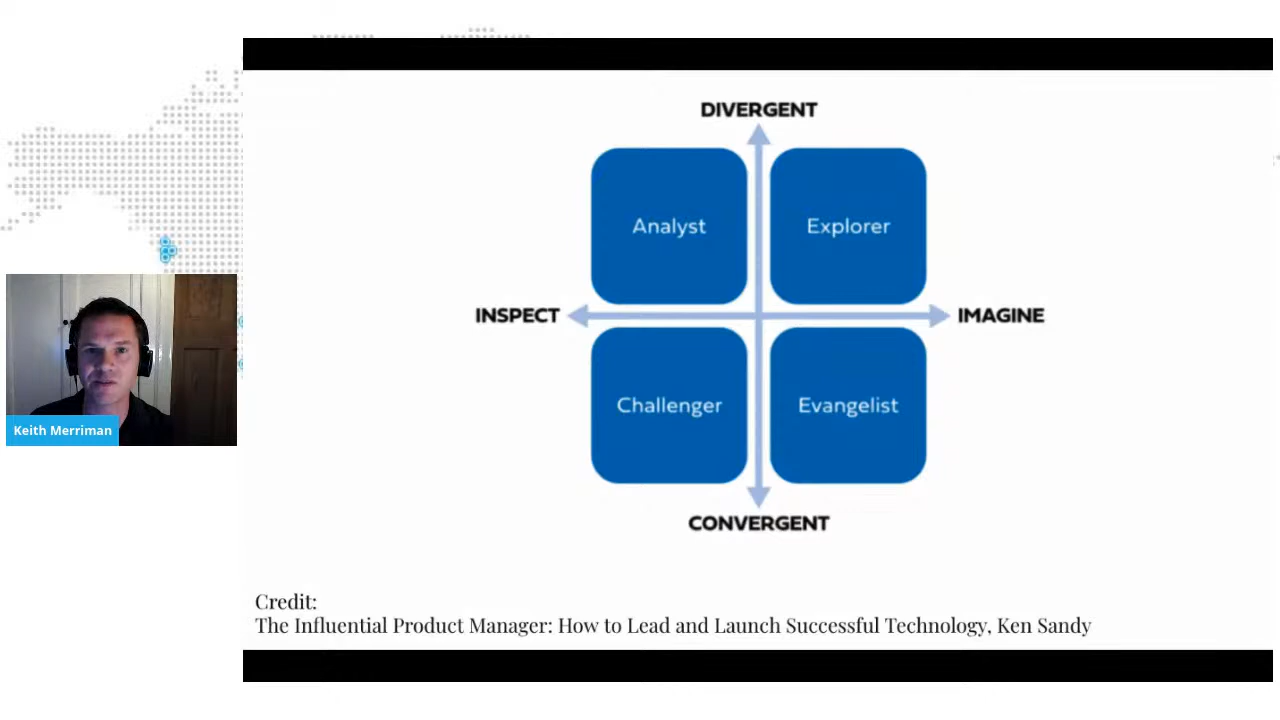 DIVERGENT
Analyst
Explorer
INSPECT
IMAGINE
Challenger
Evangelist
CONVERGENT
Keith Merriman
Credit:
The Influential Product Manager: How to Lead and Launch Successful Technology, Ken Sandy